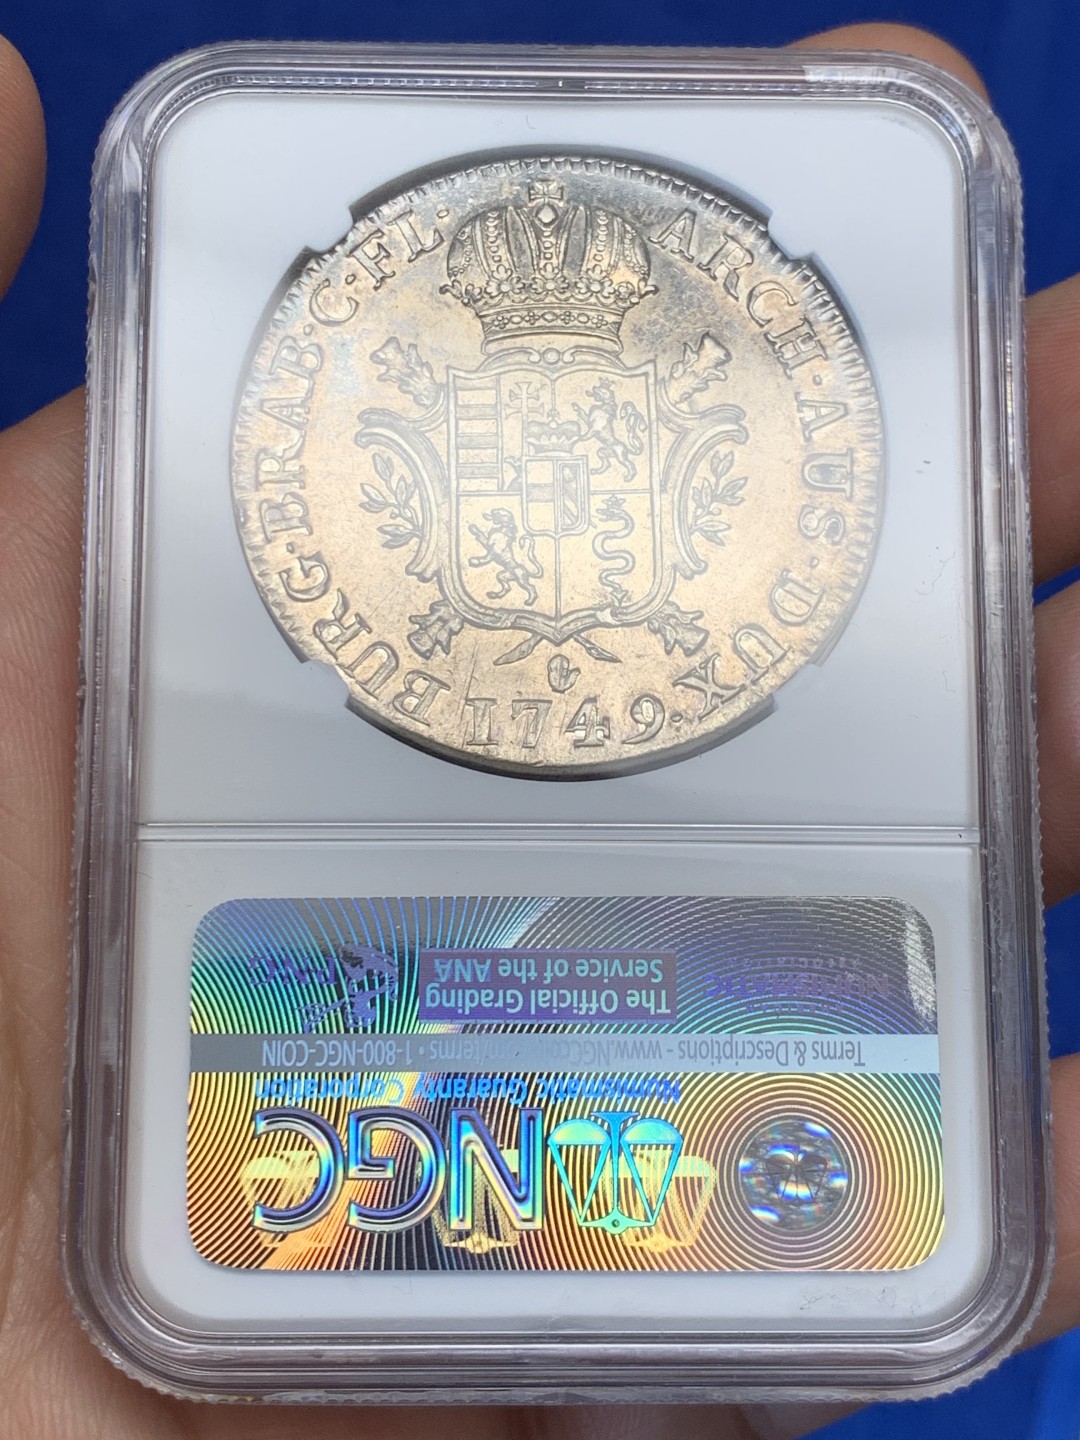 ARCH·AUS·DUX·
BURG·BRAB·C·FL·
1749·
NGC
Numismatic Guaranty Corporation
Terms & Descriptions - www.NGCcoin.com/terms • 1-800-NGC-COIN
The Official Grading
Service of the ANA
PNG